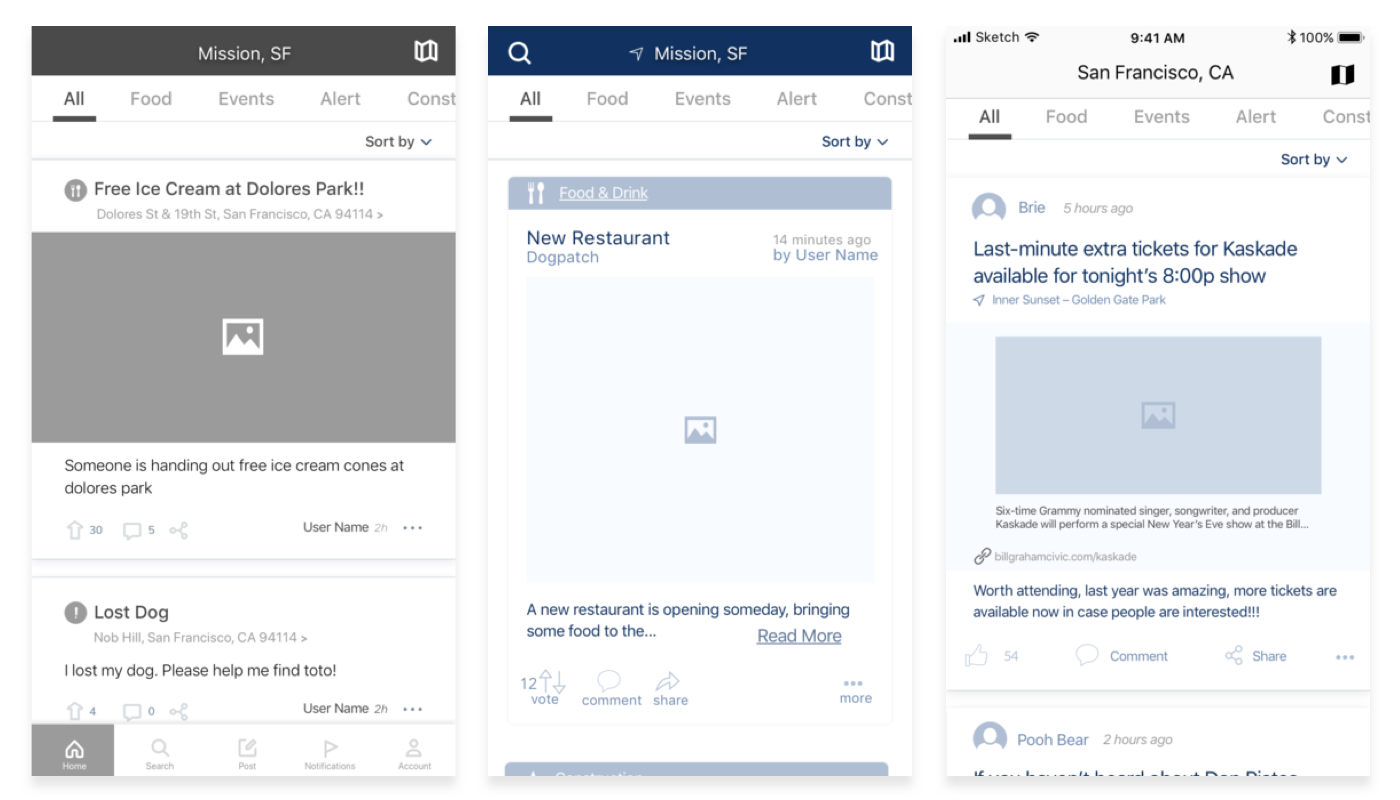 Mission, SF
All Food Events Alert Const
Sort by
Free Ice Cream at Dolores Park!!
Dolores St & 19th St, San Francisco, CA 94114 >
Someone is handing out free ice cream cones at
dolores park
30 5 User Name 2h
Lost Dog
Nob Hill, San Francisco, CA 94114 >
I lost my dog. Please help me find toto!
4 0 User Name 2h
Home Search Post Notifications Account
Mission, SF
All Food Events Alert Const
Sort by
Food & Drink
New Restaurant 14 minutes ago
Dogpatch by User Name
A new restaurant is opening someday, bringing
some food to the... Read More
12
vote comment share more
Construction
Sketch 9:41 AM 100%
San Francisco, CA
All Food Events Alert Const
Sort by
Brie 5 hours ago
Last-minute extra tickets for Kaskade
available for tonight's 8:00p show
Inner Sunset – Golden Gate Park
Six-time Grammy nominated singer, songwriter, and producer
Kaskade will perform a special New Year's Eve show at the Bill...
billgrahamcivic.com/kaskade
Worth attending, last year was amazing, more tickets are
available now in case people are interested!!!
54 Comment Share
Pooh Bear 2 hours ago
If you haven't heard about Don Pistos